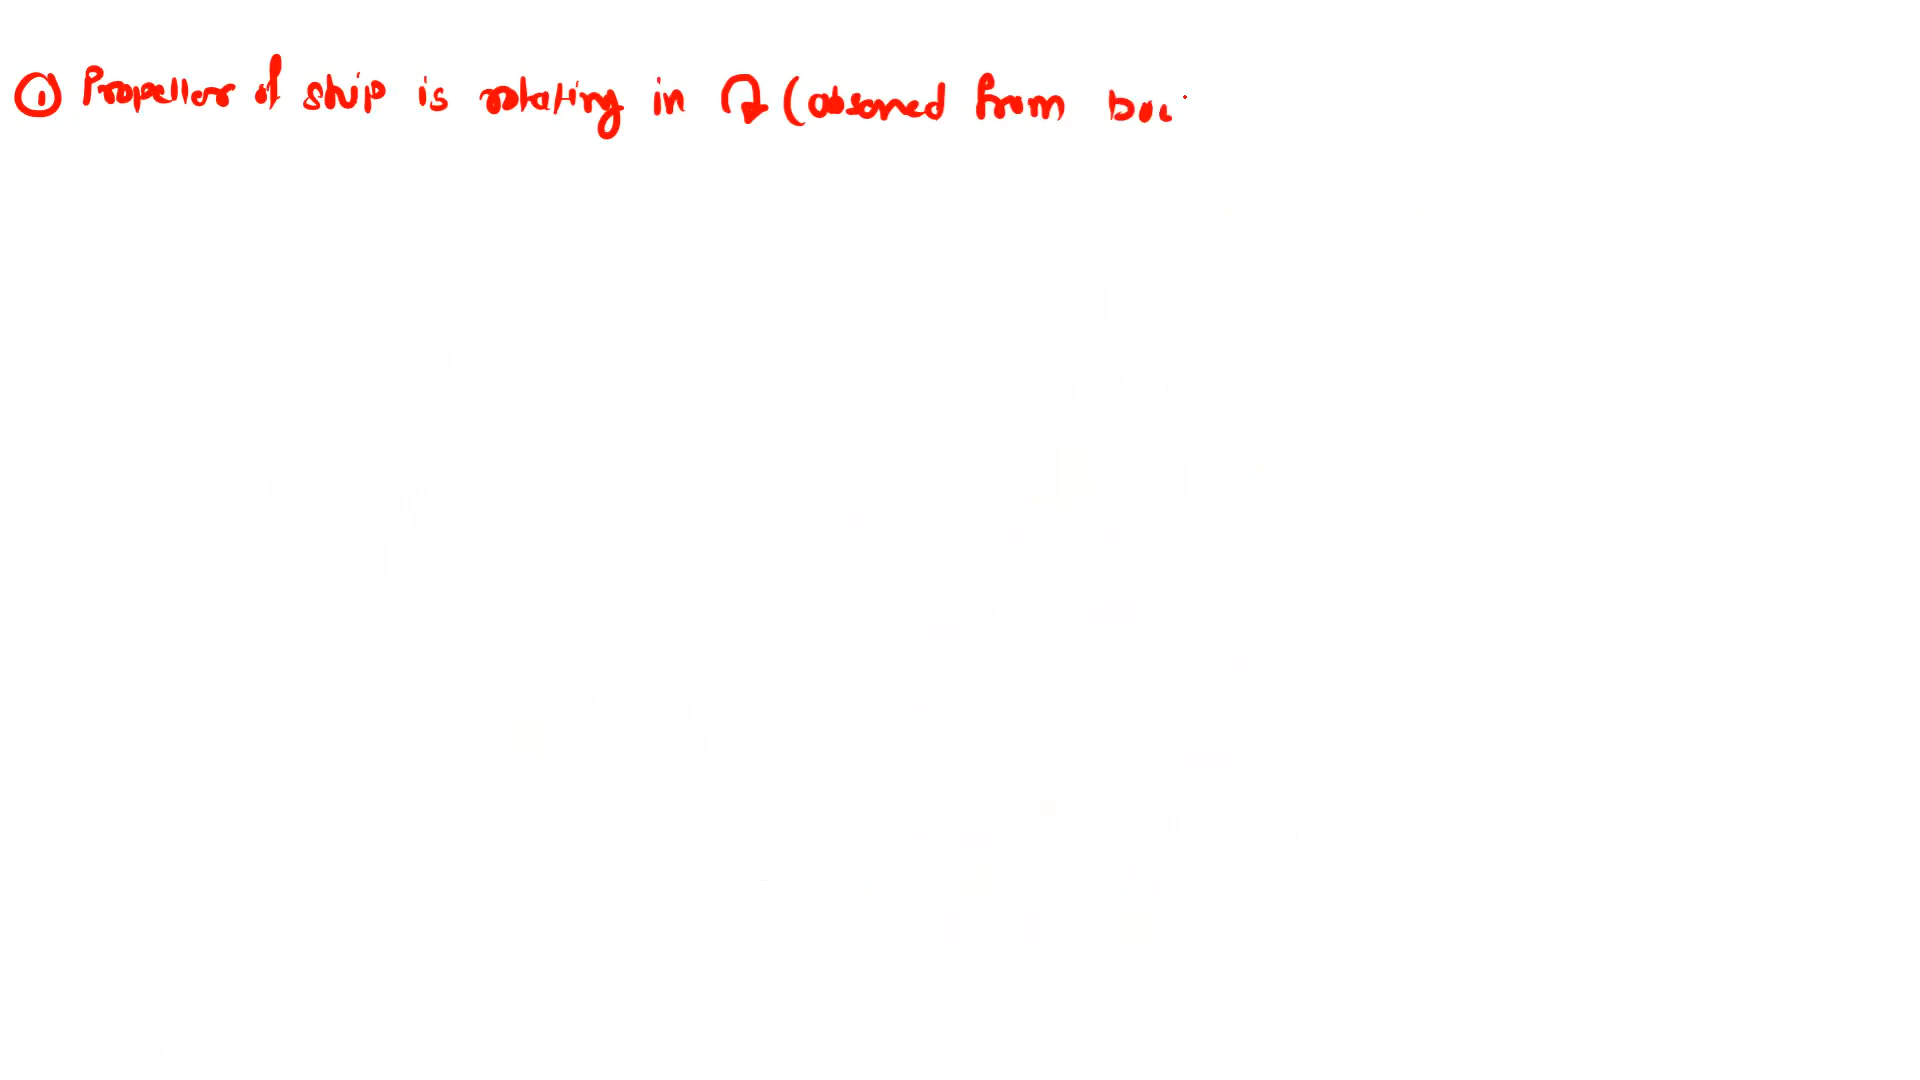 ① Propeller of ship is rotating in ↷ (observed from